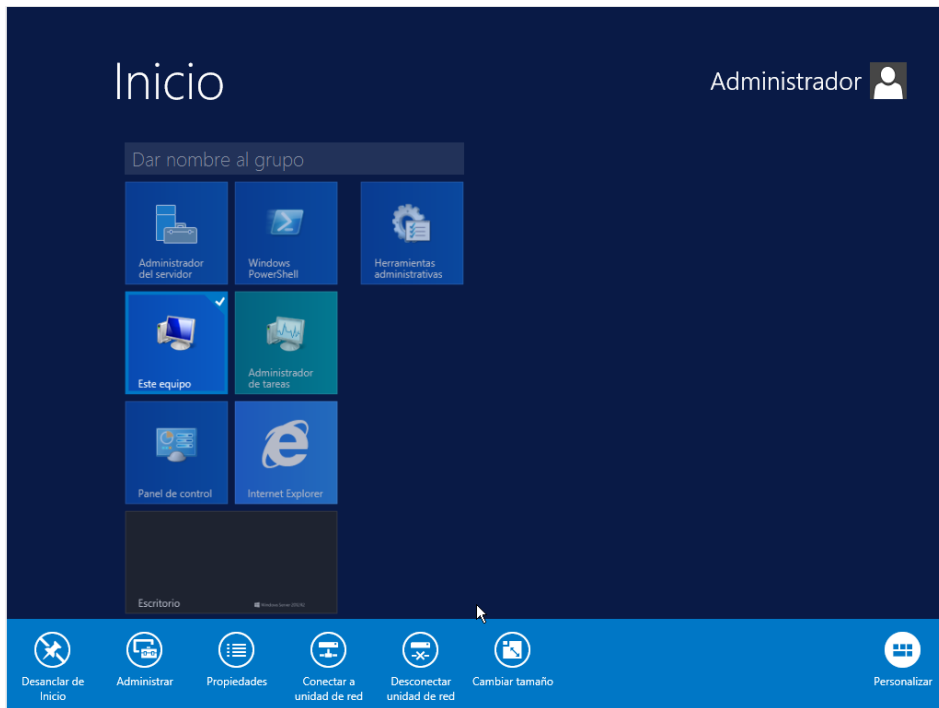 Inicio
Administrador
Dar nombre al grupo
Administrador
del servidor
Windows
PowerShell
Herramientas
administrativas
Este equipo
Administrador
de tareas
Panel de control
Internet Explorer
Escritorio
Desanclar de
Inicio
Administrar
Propiedades
Conectar a
unidad de red
Desconectar
unidad de red
Cambiar tamaño
Personalizar